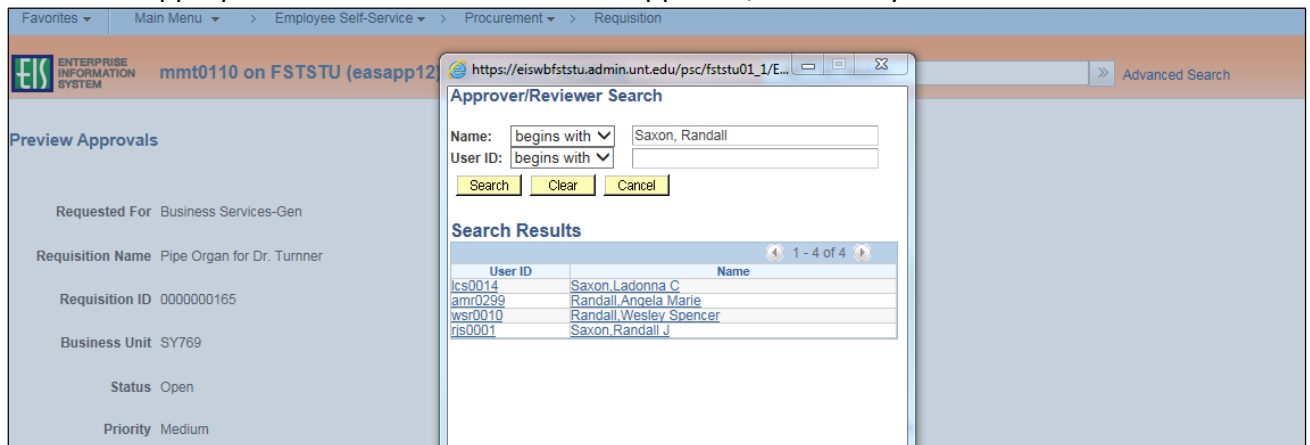 Favorites Main Menu > Employee Self-Service > Procurement > Requisition
EIS ENTERPRISE INFORMATION SYSTEM
mmt0110 on FSTSTU (easapp12)
Advanced Search
Preview Approvals
Requested For Business Services-Gen
Requisition Name Pipe Organ for Dr. Turnner
Requisition ID 0000000165
Business Unit SY769
Status Open
Priority Medium
https://eiswbfststu.admin.unt.edu/psc/fststu01_1/E...
Approver/Reviewer Search
Name: begins with Saxon, Randall
User ID: begins with
Search Clear Cancel
Search Results
1 - 4 of 4
User ID Name
lcs0014 Saxon,Ladonna C
amr0299 Randall,Angela Marie
wsr0010 Randall,Wesley Spencer
rjs0001 Saxon,Randall J